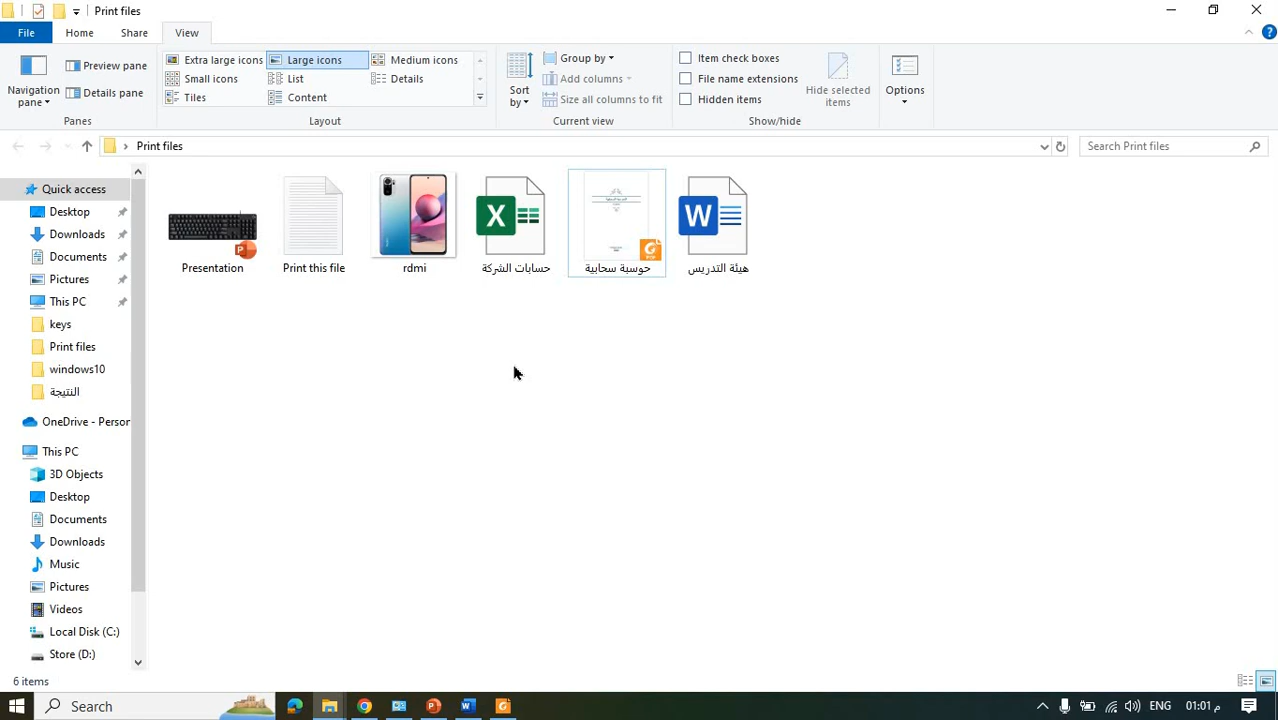 Print files
File
Home
Share
View
Navigation pane
Preview pane
Details pane
Panes
Extra large icons
Large icons
Medium icons
Small icons
List
Details
Tiles
Content
Layout
Sort by
Group by
Add columns
Size all columns to fit
Current view
Item check boxes
File name extensions
Hidden items
Hide selected items
Show/hide
Options
Print files
Search Print files
Quick access
Desktop
Downloads
Documents
Pictures
This PC
keys
Print files
windows10
النتيجة
OneDrive - Persor
This PC
3D Objects
Desktop
Documents
Downloads
Music
Pictures
Videos
Local Disk (C:)
Store (D:)
Presentation
Print this file
rdmi
حسابات الشركة
حوسبة سحابية
هيئة التدريس
6 items
Search
ENG
01:01 م